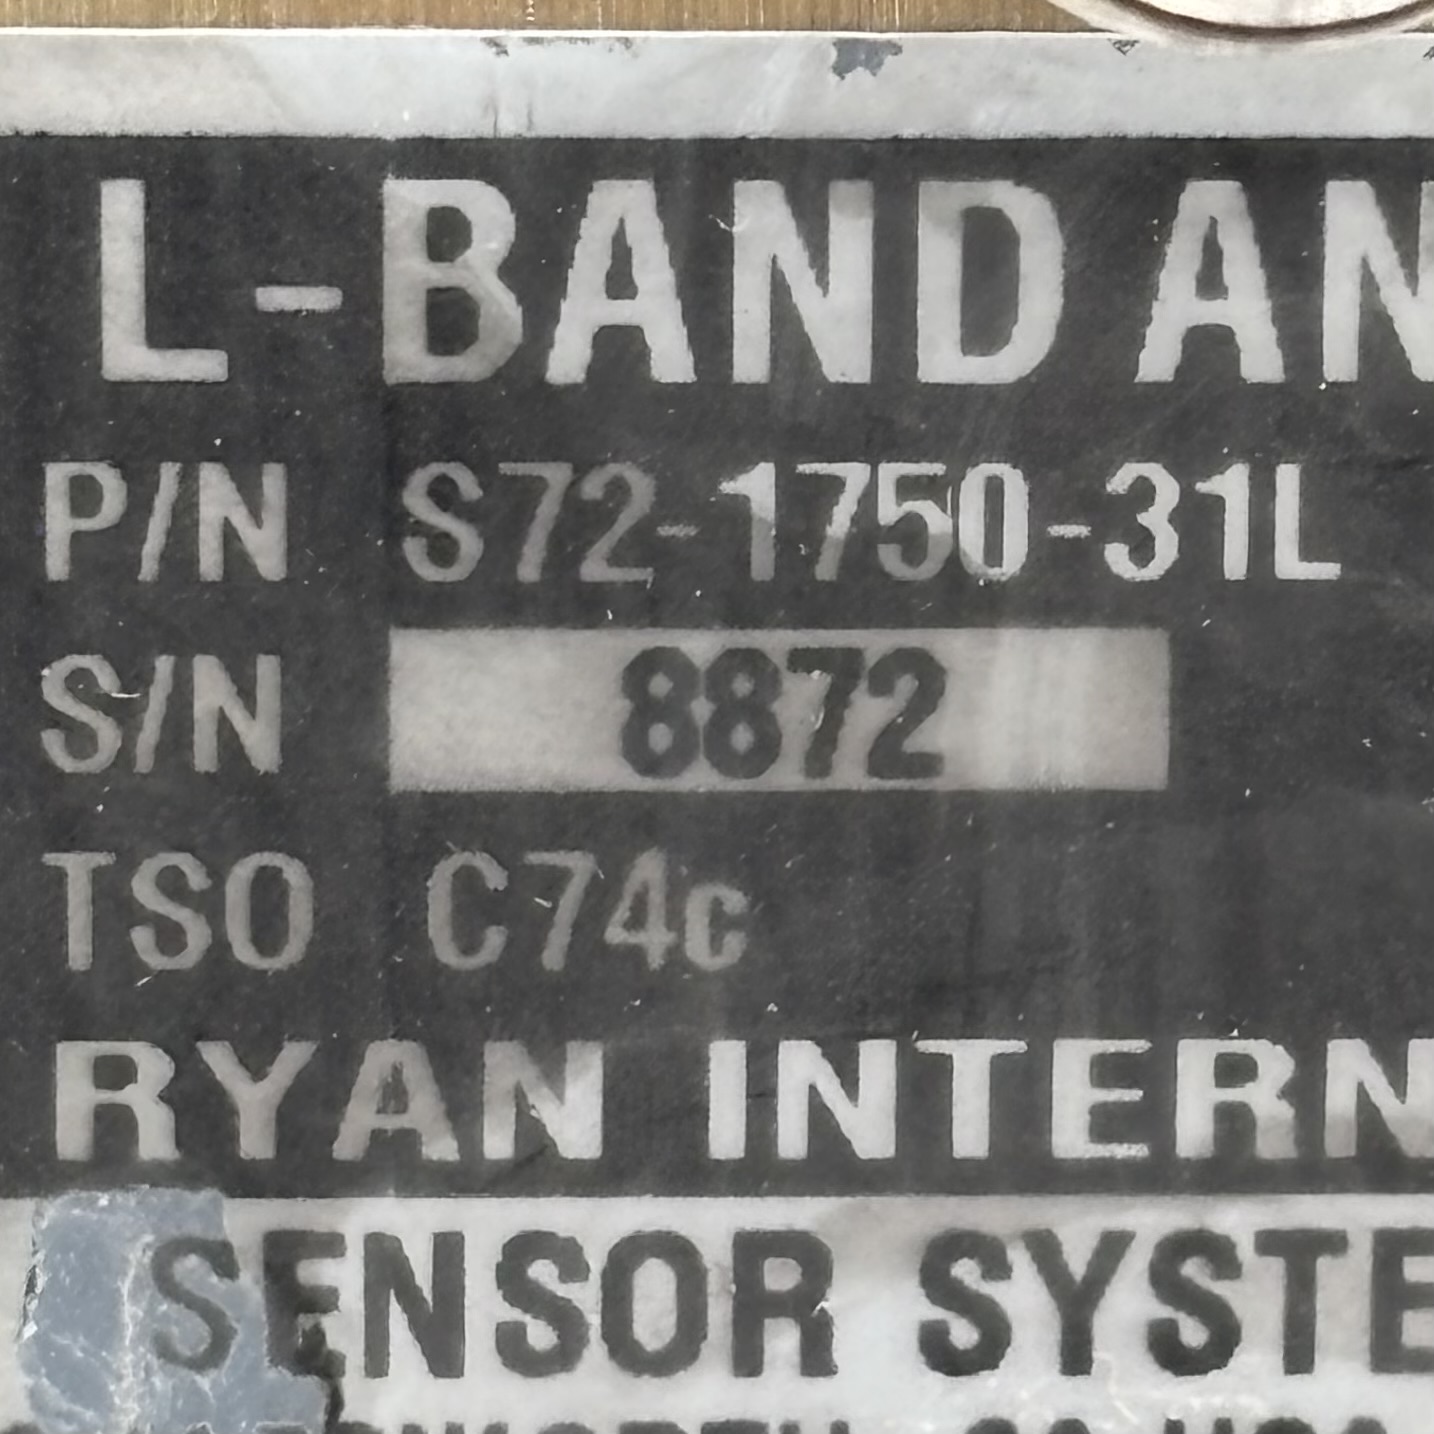 L-BAND AN
P/N S72-1750-31L
S/N 8872
TSO C74c
RYAN INTERN
SENSOR SYSTE